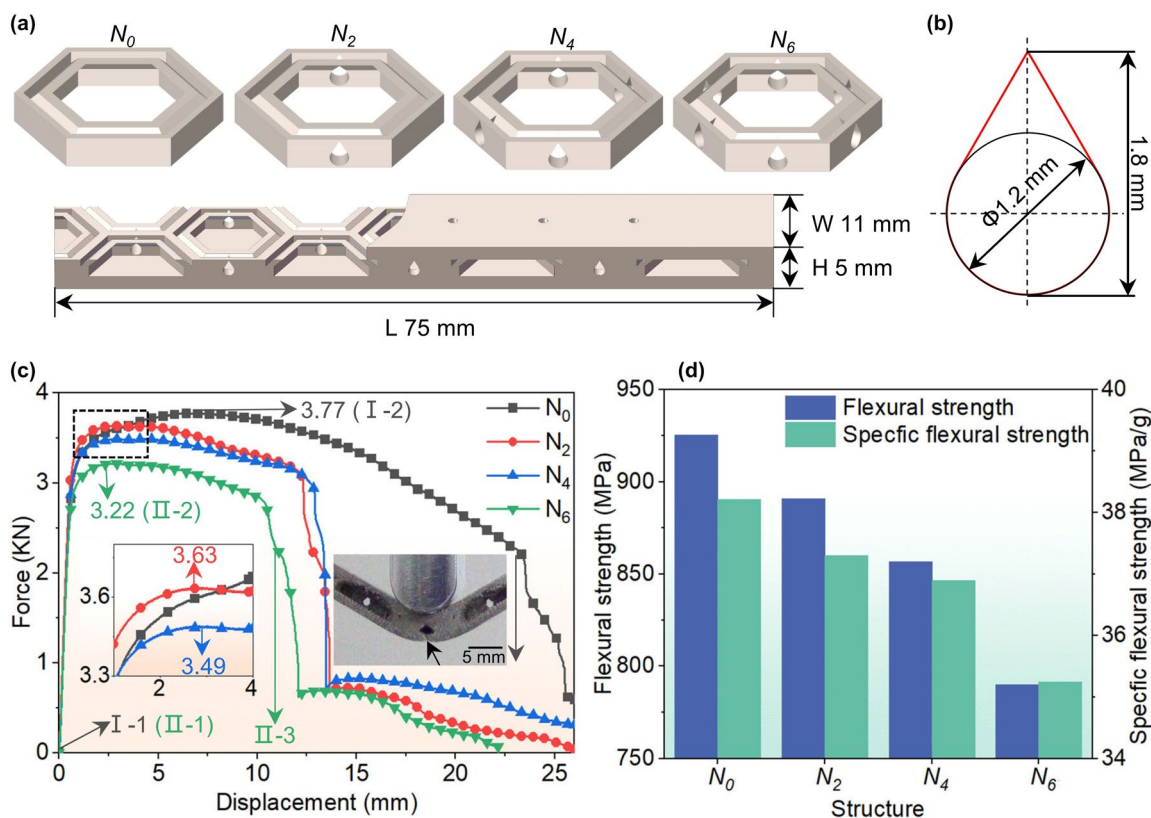 (a)
N0
N2
N4
N6
W 11 mm
H 5 mm
L 75 mm
(b)
Φ1.2 mm
1.8 mm
(c)
Force (KN)
4
3
2
1
0
0
5
10
15
20
25
Displacement (mm)
3.77 (Ⅰ-2)
3.22 (Ⅱ-2)
N0
N2
N4
N6
3.63
3.6
3.3
3.49
2
4
5 mm
Ⅰ-1 (Ⅱ-1)
Ⅱ-3
(d)
Flexural strength (MPa)
950
900
850
800
750
Flexural strength
Specfic flexural strength
40
38
36
34
Specific flexural strength (MPa/g)
N0
N2
N4
N6
Structure